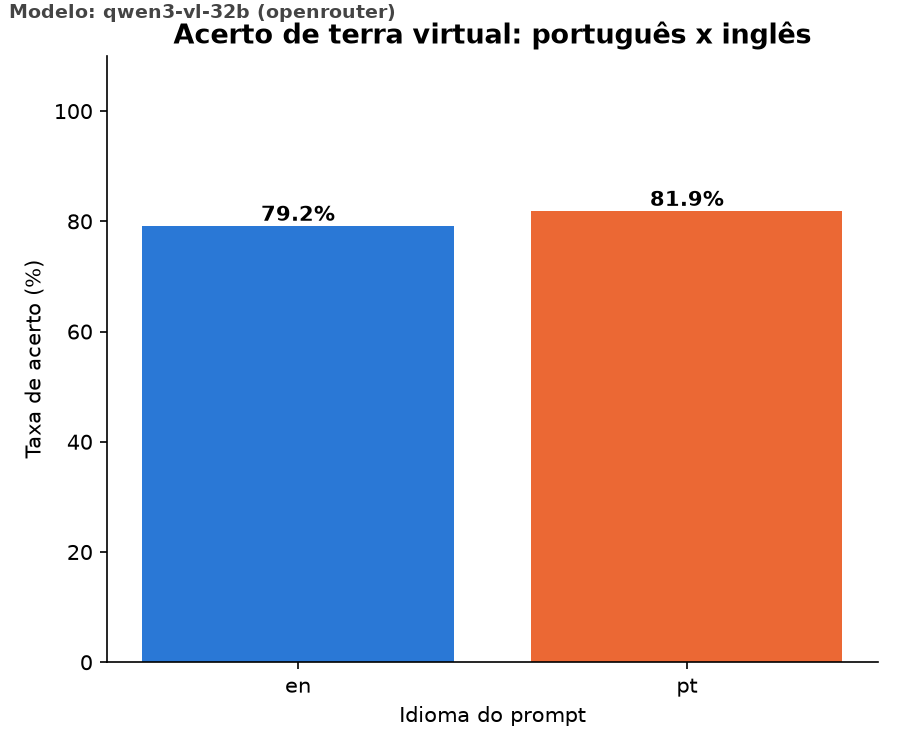 Modelo: qwen3-vl-32b (openrouter)
Acerto de terra virtual: português x inglês
100
80
60
40
20
0
Taxa de acerto (%)
79.2%
81.9%
en
pt
Idioma do prompt